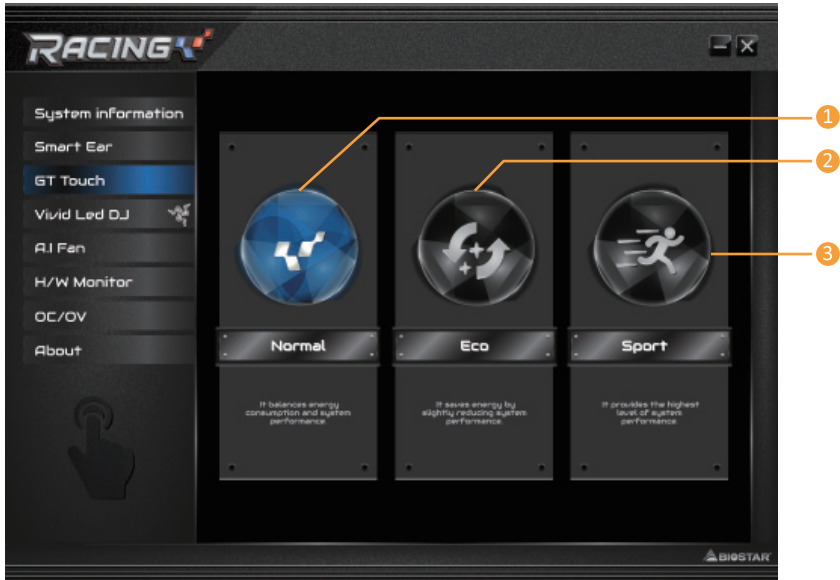 RACING
System information
Smart Ear
GT Touch
Vivid Led DJ
A.I Fan
H/W Monitor
OC/OV
About
Normal
It balances energy
consumption and system
performance.
Eco
It saves energy by
slightly reducing system
performance.
Sport
It provides the highest
level of system
performance.
1
2
3
BIOSTAR